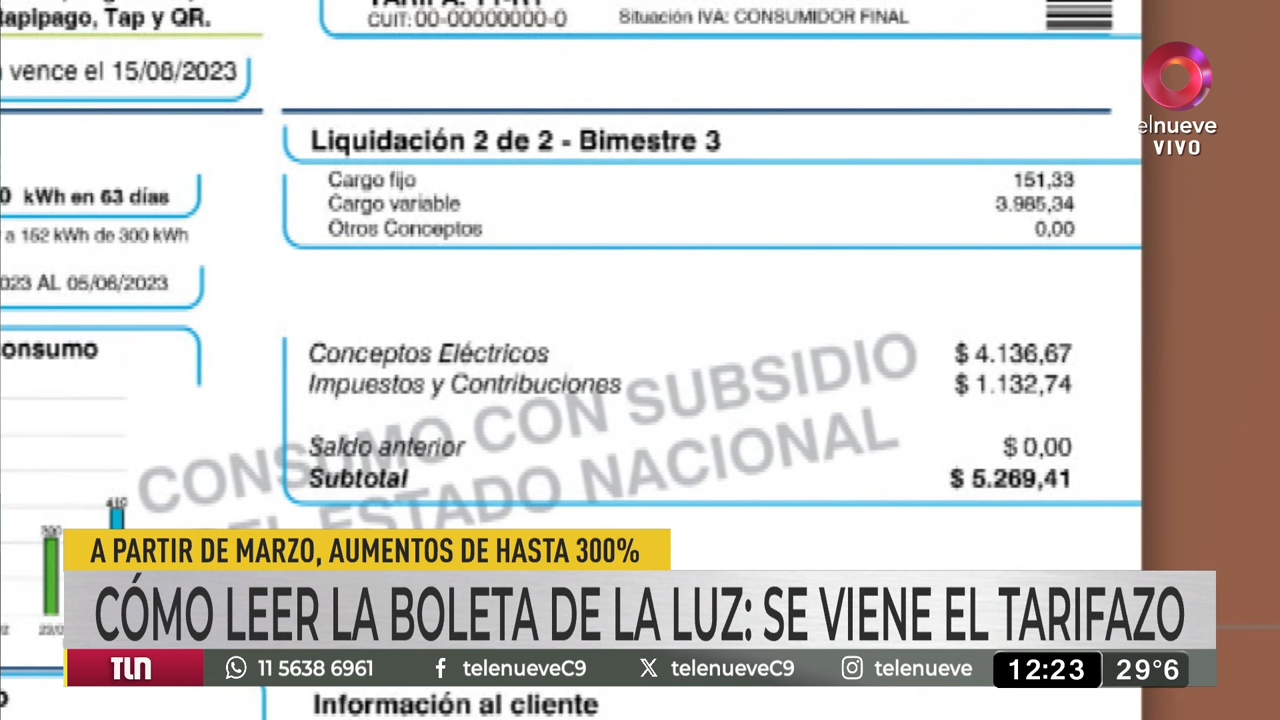 tapipago, Tap y QR.
CUIT: 00-00000000-0
Situación IVA: CONSUMIDOR FINAL
vence el 15/08/2023
elnueve
VIVO
Liquidación 2 de 2 - Bimestre 3
Cargo fijo 151,33
0 kWh en 63 días
Cargo variable 3.985,34
Otros Conceptos 0,00
a 152 kWh de 300 kWh
023 AL 05/06/2023
onsumo
Conceptos Eléctricos $ 4.136,67
Impuestos y Contribuciones $ 1.132,74
CONSUMO CON SUBSIDIO
EL ESTADO NACIONAL
Saldo anterior $ 0,00
Subtotal $ 5.269,41
410
300
A PARTIR DE MARZO, AUMENTOS DE HASTA 300%
CÓMO LEER LA BOLETA DE LA LUZ: SE VIENE EL TARIFAZO
TLN 11 5638 6961 telenueveC9 telenueveC9 telenueve 12:23 29°6
Información al cliente